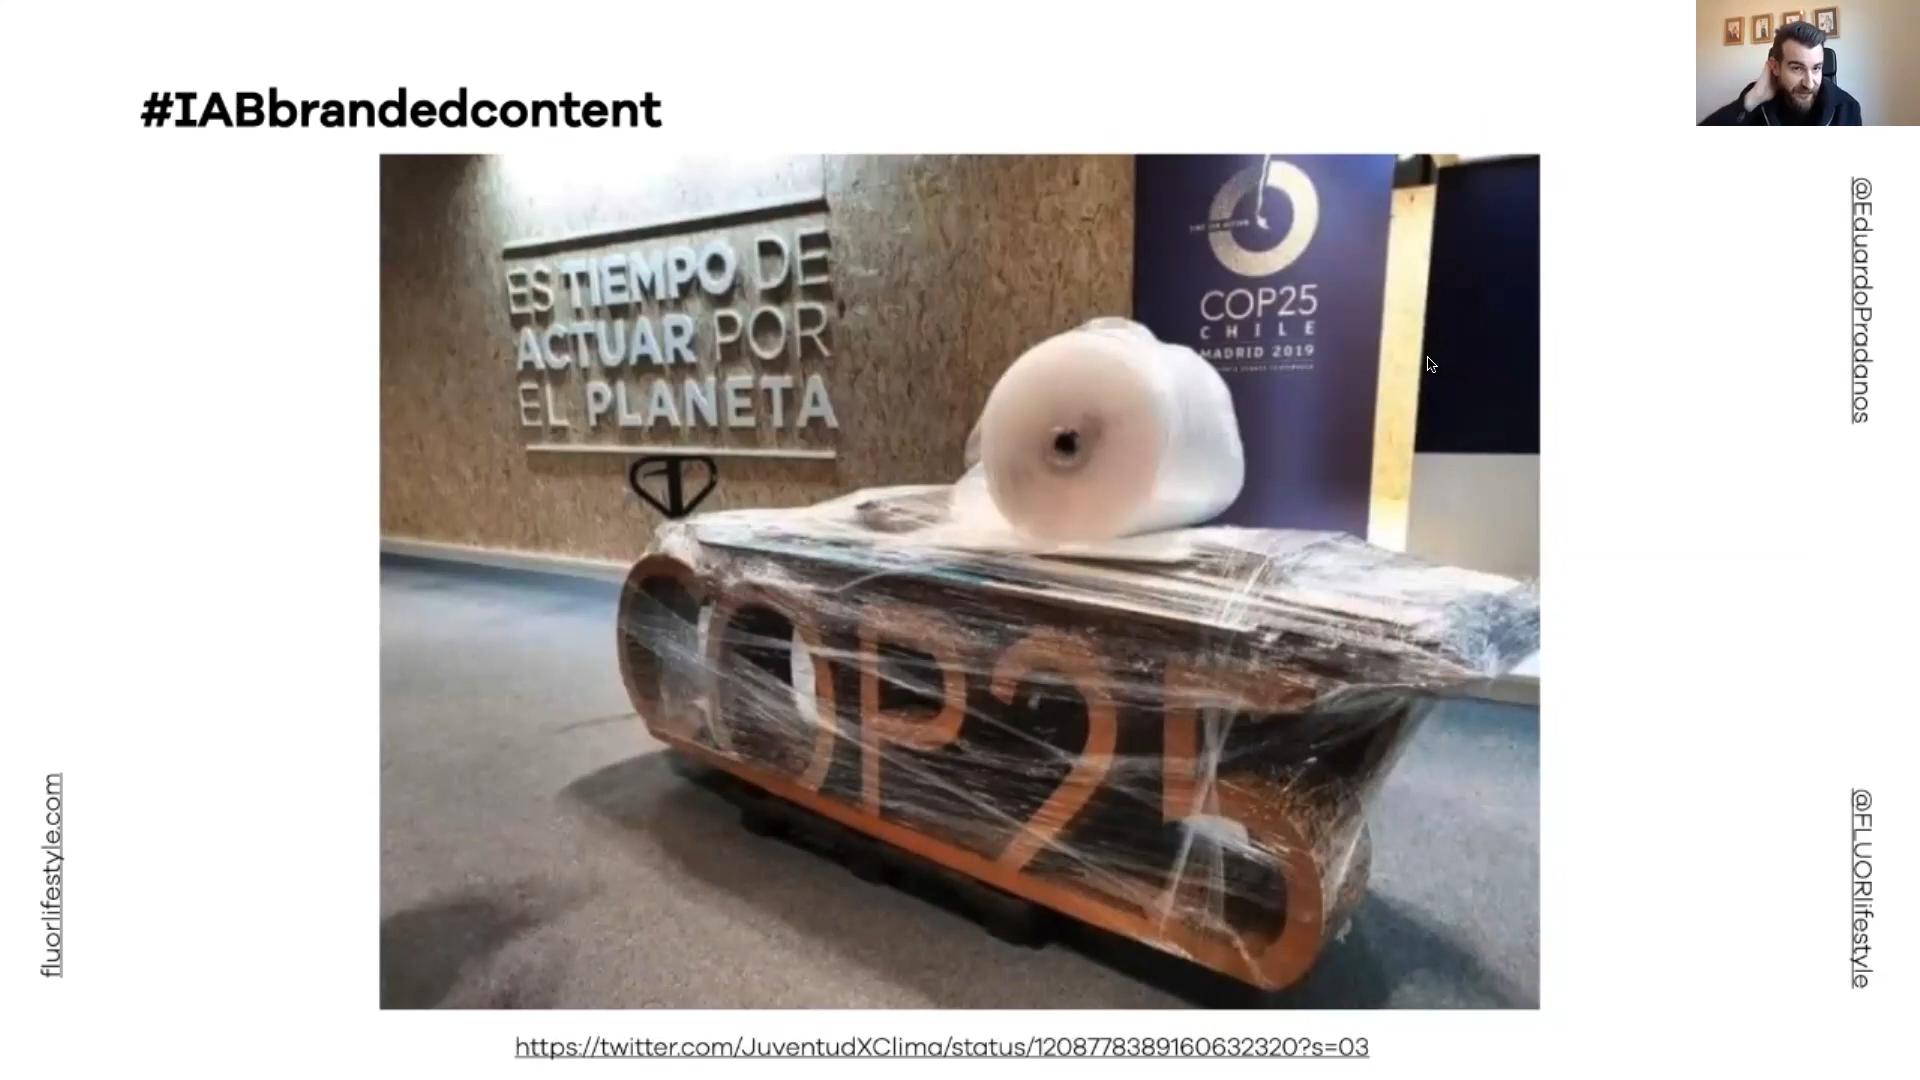 #IABbrandedcontent
@EduardoPradanos
ES TIEMPO DE
ACTUAR POR
EL PLANETA
COP25
CHILE
MADRID 2019
COP25
fluorlifestyle.com
@FLUORlifestyle
https://twitter.com/JuventudXClima/status/1208778389160632320?s=03